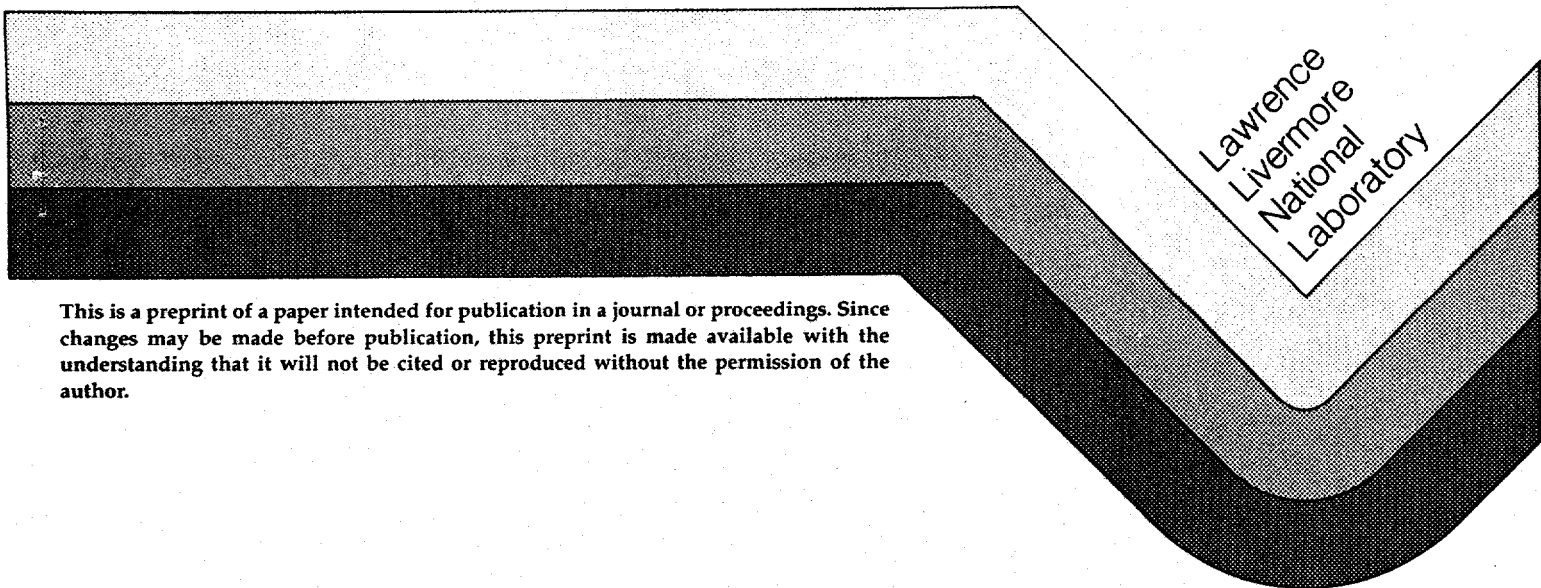 Lawrence
Livermore
National
Laboratory
This is a preprint of a paper intended for publication in a journal or proceedings. Since
changes may be made before publication, this preprint is made available with the
understanding that it will not be cited or reproduced without the permission of the
author.